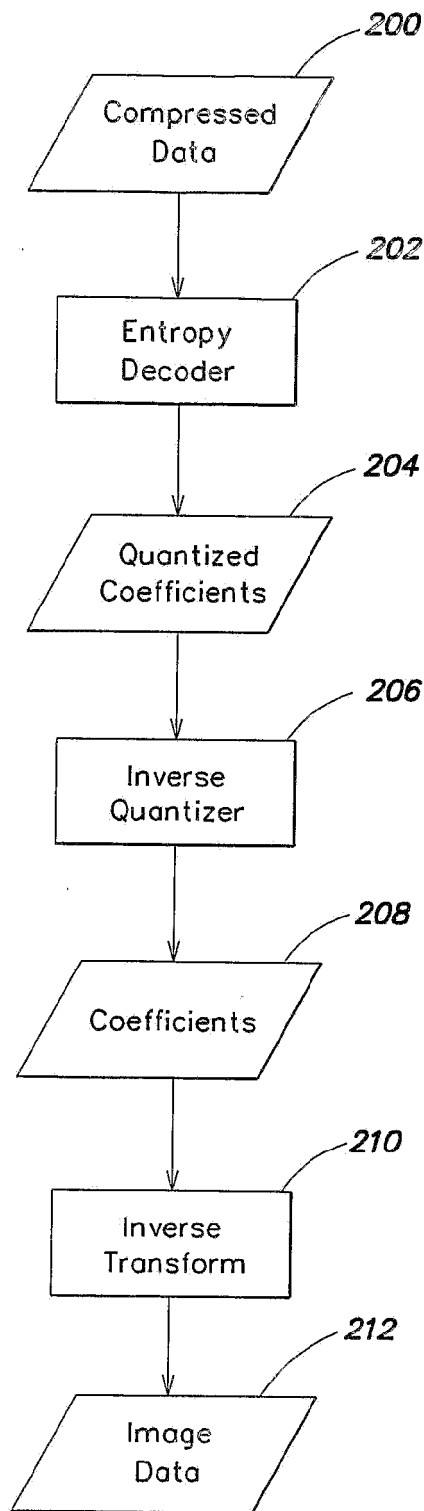 200
Compressed
Data
202
Entropy
Decoder
204
Quantized
Coefficients
206
Inverse
Quantizer
208
Coefficients
210
Inverse
Transform
212
Image
Data